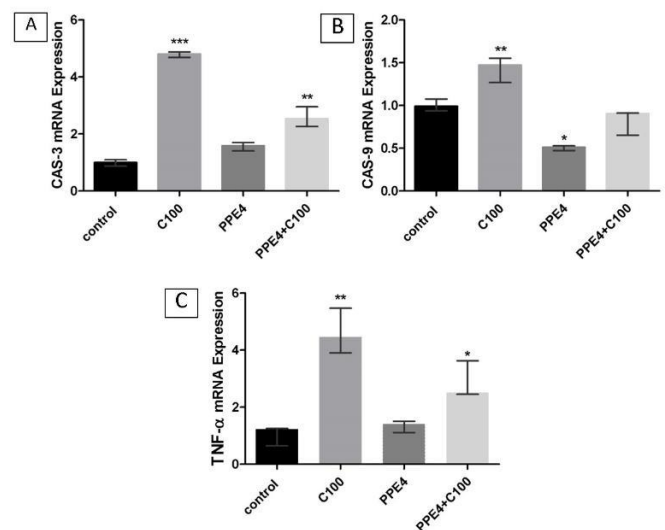 A
CAS-3 mRNA Expression
6
4
2
0
***
**
control
C100
PPE4
PPE4+C100
B
CAS-9 mRNA Expression
2.0
1.5
1.0
0.5
0.0
**
*
control
C100
PPE4
PPE4+C100
C
TNF-α mRNA Expression
6
4
2
0
**
*
control
C100
PPE4
PPE4+C100